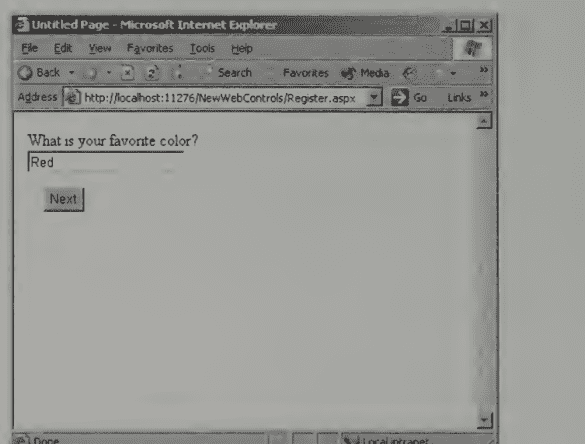 Untitled Page - Microsoft Internet Explorer
File Edit View Favorites Tools Help
Back Search Favorites Media
Address http://localhost:11276/NewWebControls/Register.aspx Go Links
What is your favorite color?
Red
Next
Done Local intranet